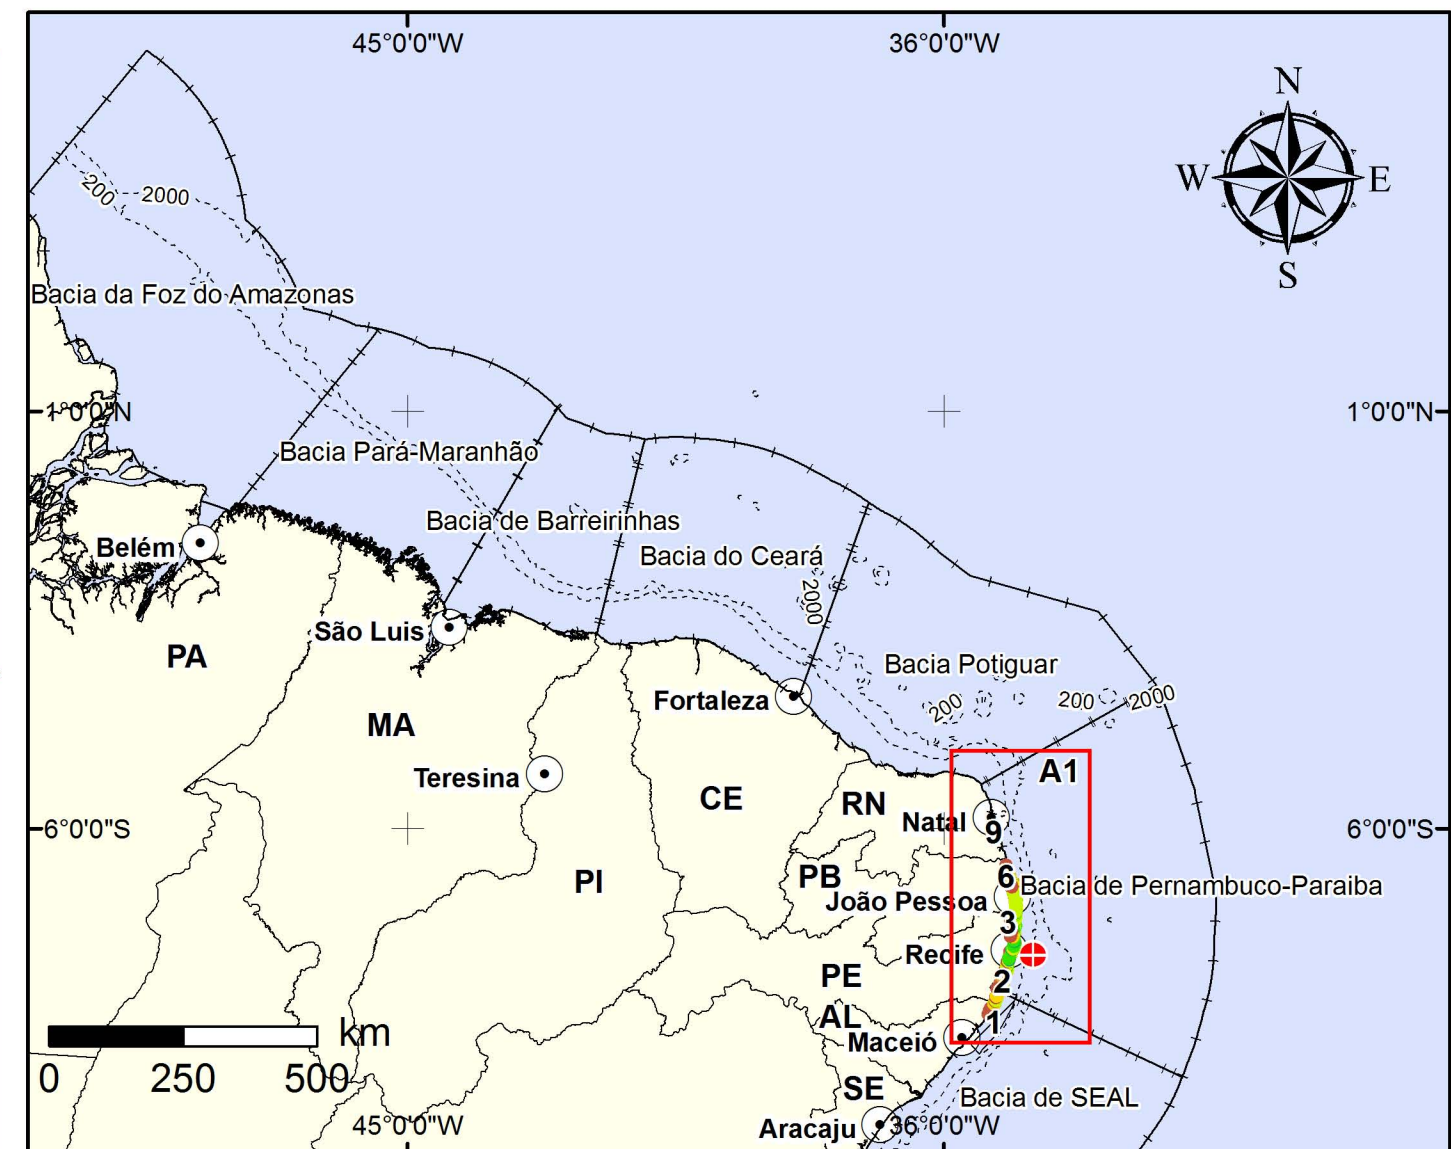 45°0'0"W
36°0'0"W
N
W
E
S
200
2000
Bacia da Foz do Amazonas
1°0'0"N
1°0'0"N
Bacia Pará-Maranhão
Bacia de Barreirinhas
Belém
Bacia do Ceará
2000
São Luis
PA
Bacia Potiguar
Fortaleza
200
200
2000
MA
Teresina
A1
CE
RN
Natal
9
6°0'0"S
6°0'0"S
PI
PB
6
Bacia de Pernambuco-Paraiba
João Pessoa
3
Recife
PE
2
AL
1
km
Maceió
0
250
500
SE
Bacia de SEAL
45°0'0"W
Aracaju
36°0'0"W